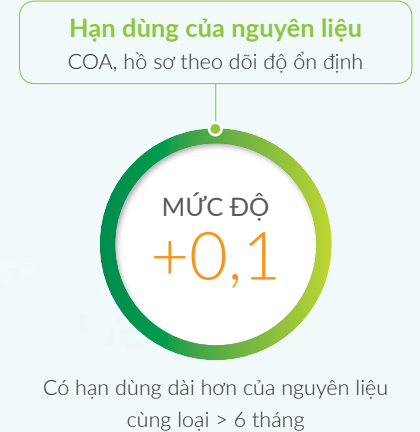 Hạn dùng của nguyên liệu
COA, hồ sơ theo dõi độ ổn định
MỨC ĐỘ
+0,1
Có hạn dùng dài hơn của nguyên liệu
cùng loại > 6 tháng